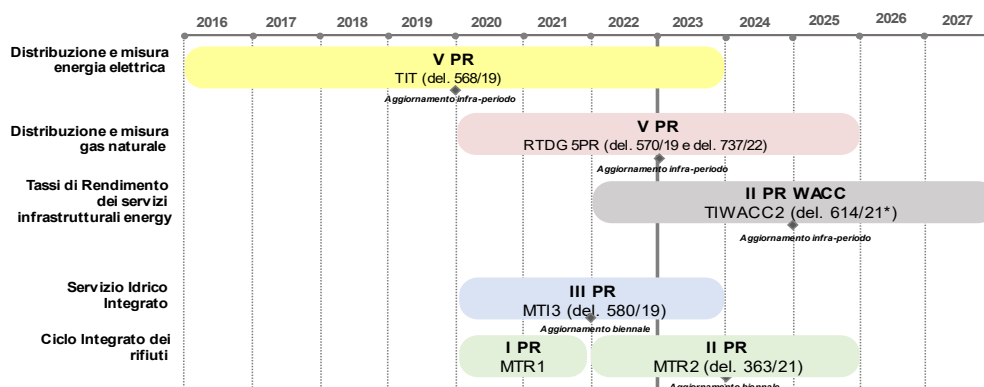 2016 2017 2018 2019 2020 2021 2022 2023 2024 2025 2026 2027
Distribuzione e misura
energia elettrica
V PR
TIT (del. 568/19)
Aggiornamento infra-periodo
Distribuzione e misura
gas naturale
V PR
RTDG 5PR (del. 570/19 e del. 737/22)
Aggiornamento infra-periodo
Tassi di Rendimento
dei servizi
infrastrutturali energy
II PR WACC
TIWACC2 (del. 614/21*)
Aggiornamento infra-periodo
Servizio Idrico
Integrato
III PR
MTI3 (del. 580/19)
Aggiornamento biennale
Ciclo Integrato dei
rifiuti
I PR
MTR1
II PR
MTR2 (del. 363/21)
Aggiornamento biennale